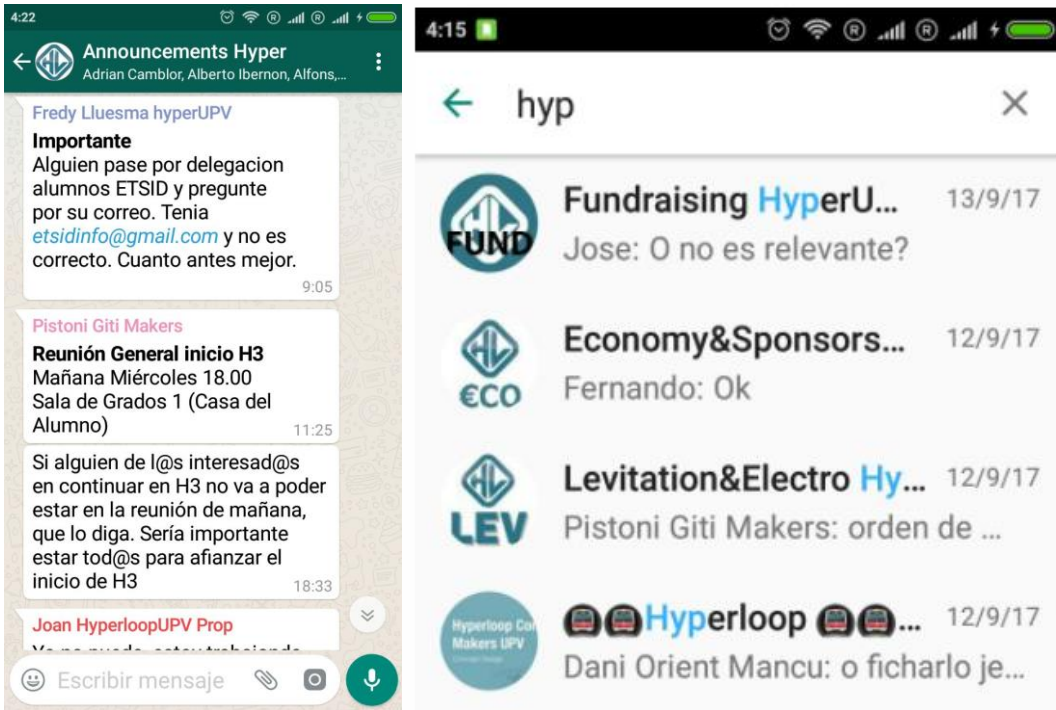 4:22
Announcements Hyper
Adrian Camblor, Alberto Ibernon, Alfons,...
Fredy Lluesma hyperUPV
Importante
Alguien pase por delegacion
alumnos ETSID y pregunte
por su correo. Tenia
etsidinfo@gmail.com y no es
correcto. Cuanto antes mejor.
9:05
Pistoni Giti Makers
Reunión General inicio H3
Mañana Miércoles 18.00
Sala de Grados 1 (Casa del
Alumno)
11:25
Si alguien de l@s interesad@s
en continuar en H3 no va a poder
estar en la reunión de mañana,
que lo diga. Sería importante
estar tod@s para afianzar el
inicio de H3
18:33
Joan HyperloopUPV Prop
Escribir mensaje
4:15
hyp
FUND
Fundraising HyperU... 13/9/17
Jose: O no es relevante?
€CO
Economy&Sponsors... 12/9/17
Fernando: Ok
LEV
Levitation&Electro Hy... 12/9/17
Pistoni Giti Makers: orden de ...
Hyperloop Con
Makers UPV
🚇🚇Hyperloop 🚇🚇... 12/9/17
Dani Orient Mancu: o ficharlo je...